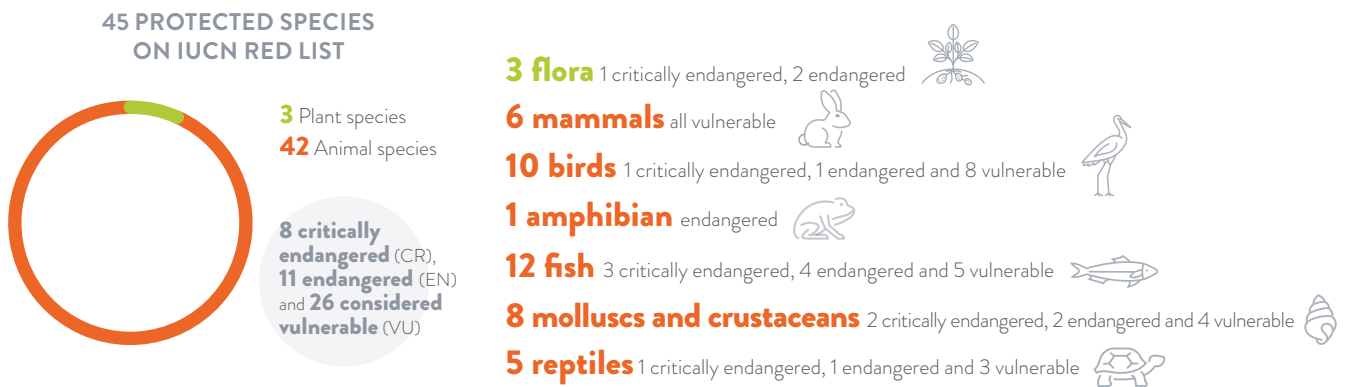 45 PROTECTED SPECIES
ON IUCN RED LIST
3 Plant species
42 Animal species
8 critically
endangered (CR),
11 endangered (EN)
and 26 considered
vulnerable (VU)
3 flora 1 critically endangered, 2 endangered
6 mammals all vulnerable
10 birds 1 critically endangered, 1 endangered and 8 vulnerable
1 amphibian endangered
12 fish 3 critically endangered, 4 endangered and 5 vulnerable
8 molluscs and crustaceans 2 critically endangered, 2 endangered and 4 vulnerable
5 reptiles 1 critically endangered, 1 endangered and 3 vulnerable